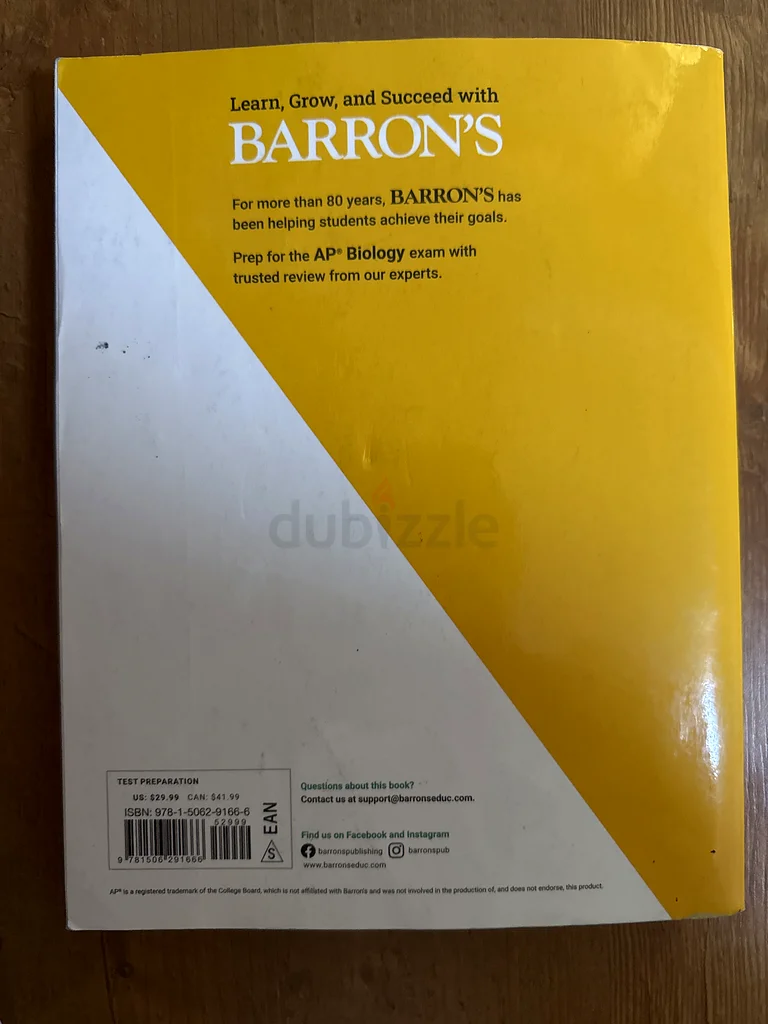 Learn, Grow, and Succeed with
BARRON'S
For more than 80 years, BARRON'S has
been helping students achieve their goals.
Prep for the AP® Biology exam with
trusted review from our experts.
dubizzle
TEST PREPARATION
US: $29.99 CAN: $41.99
ISBN: 978-1-5062-9166-6
52999
9 781506 291666
EAN
S
Questions about this book?
Contact us at support@barronseduc.com.
Find us on Facebook and Instagram
barronspublishing barronspub
www.barronseduc.com
AP® is a registered trademark of the College Board, which is not affiliated with Barron's and was not involved in the production of, and does not endorse, this product.